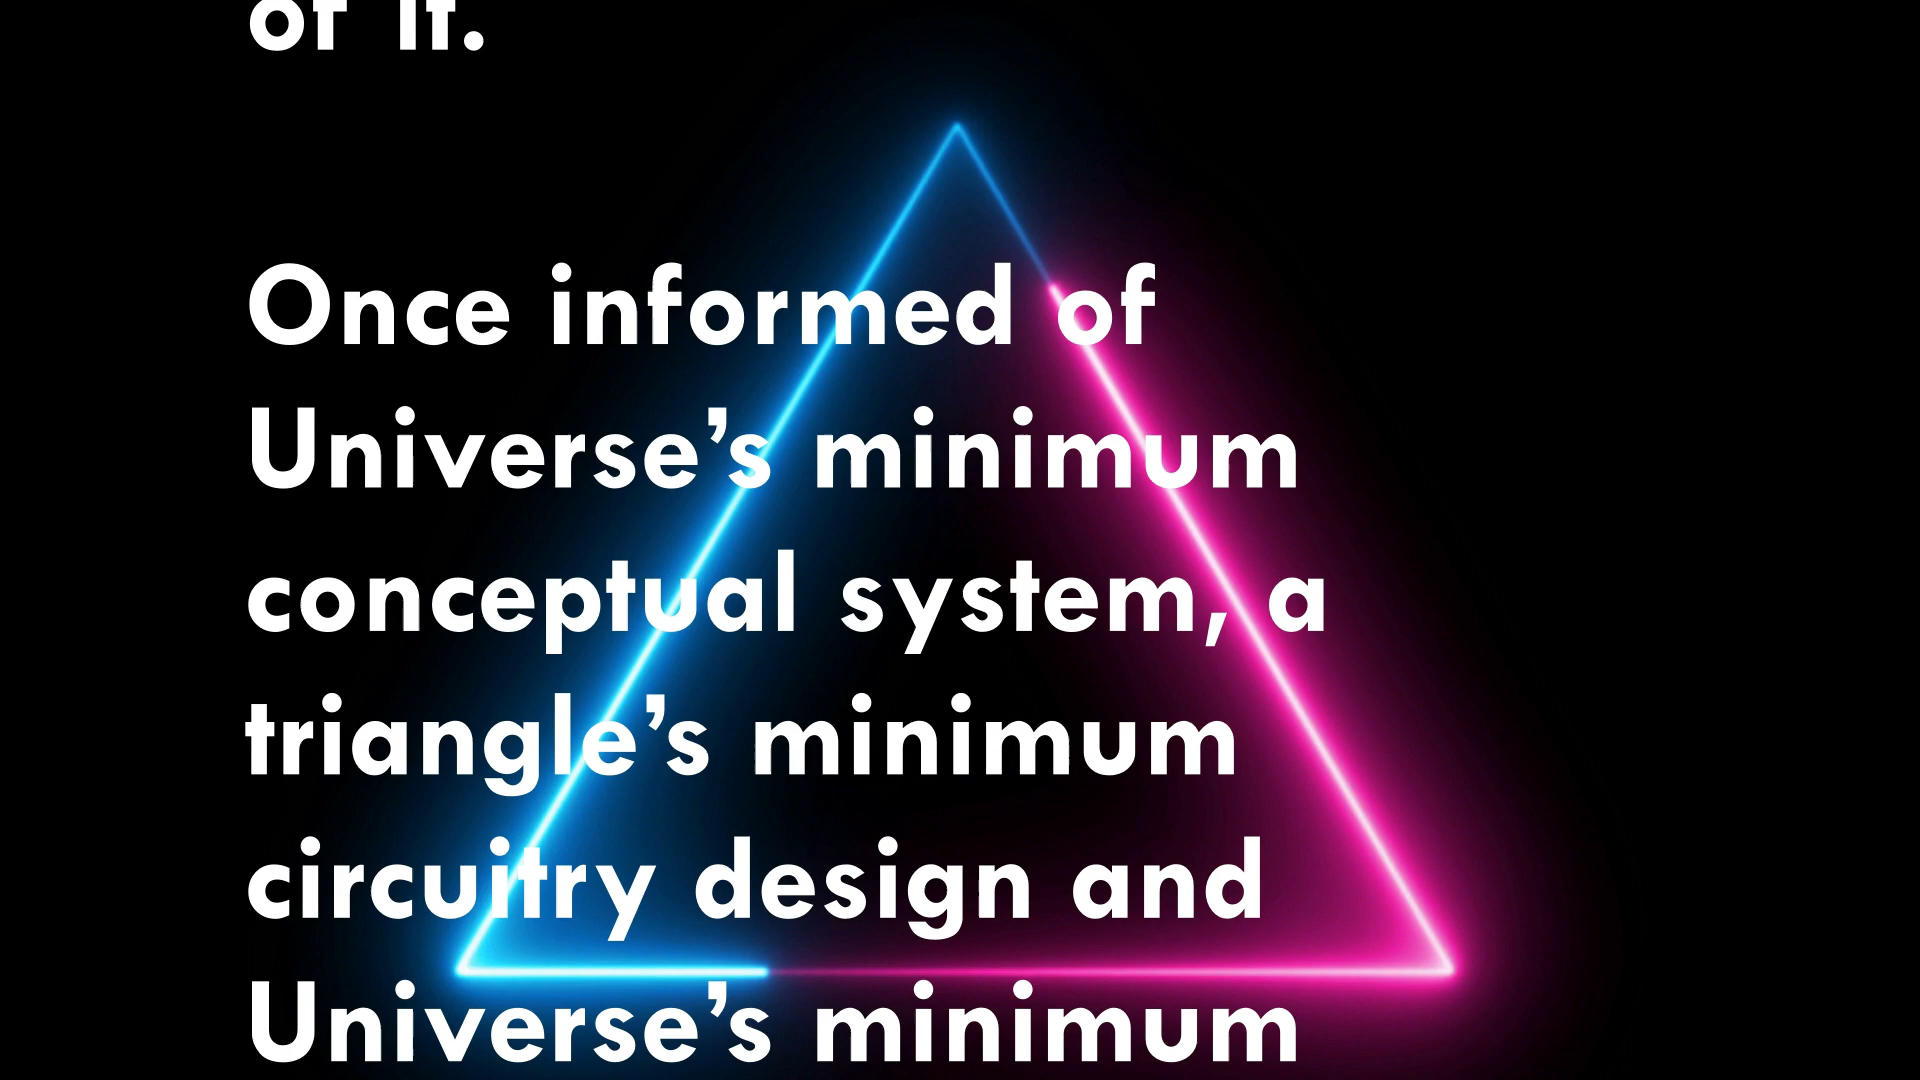 of it.
Once informed of
Universe’s minimum
conceptual system, a
triangle’s minimum
circuitry design and
Universe’s minimum